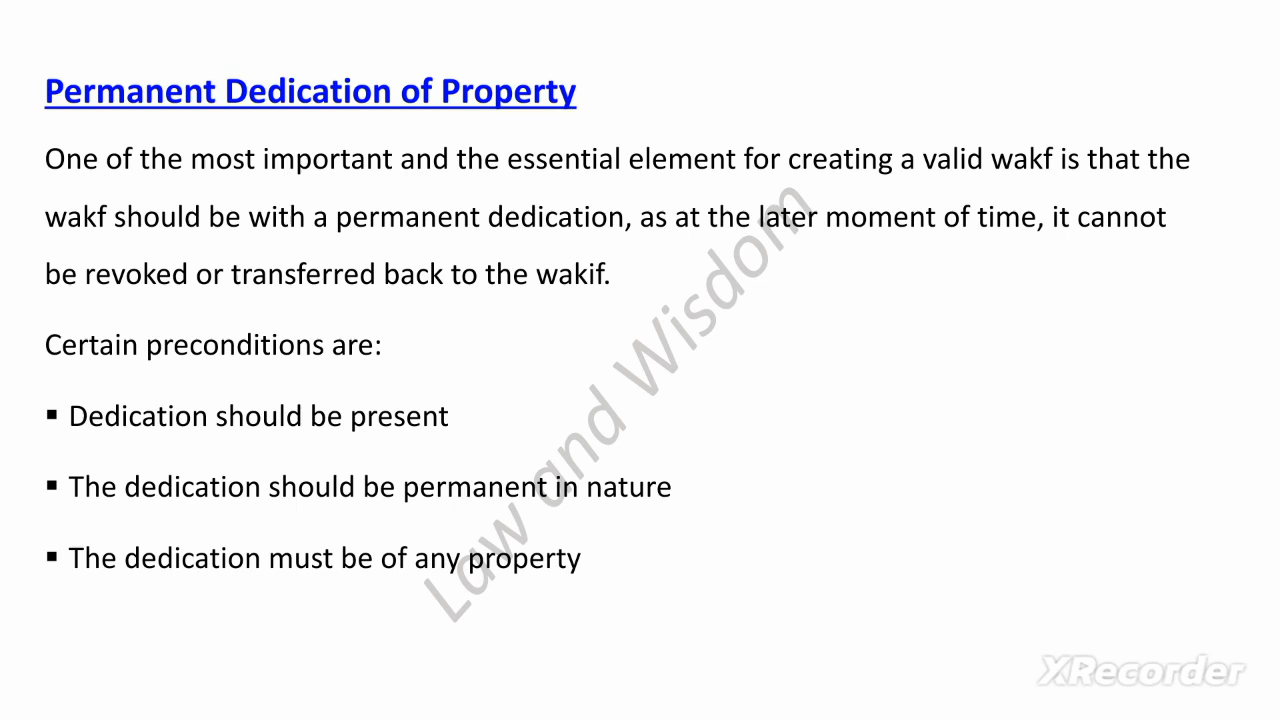 Permanent Dedication of Property
One of the most important and the essential element for creating a valid wakf is that the
wakf should be with a permanent dedication, as at the later moment of time, it cannot
be revoked or transferred back to the wakif.
Certain preconditions are:
▪ Dedication should be present
▪ The dedication should be permanent in nature
▪ The dedication must be of any property
Law and Wisdom
XRecorder